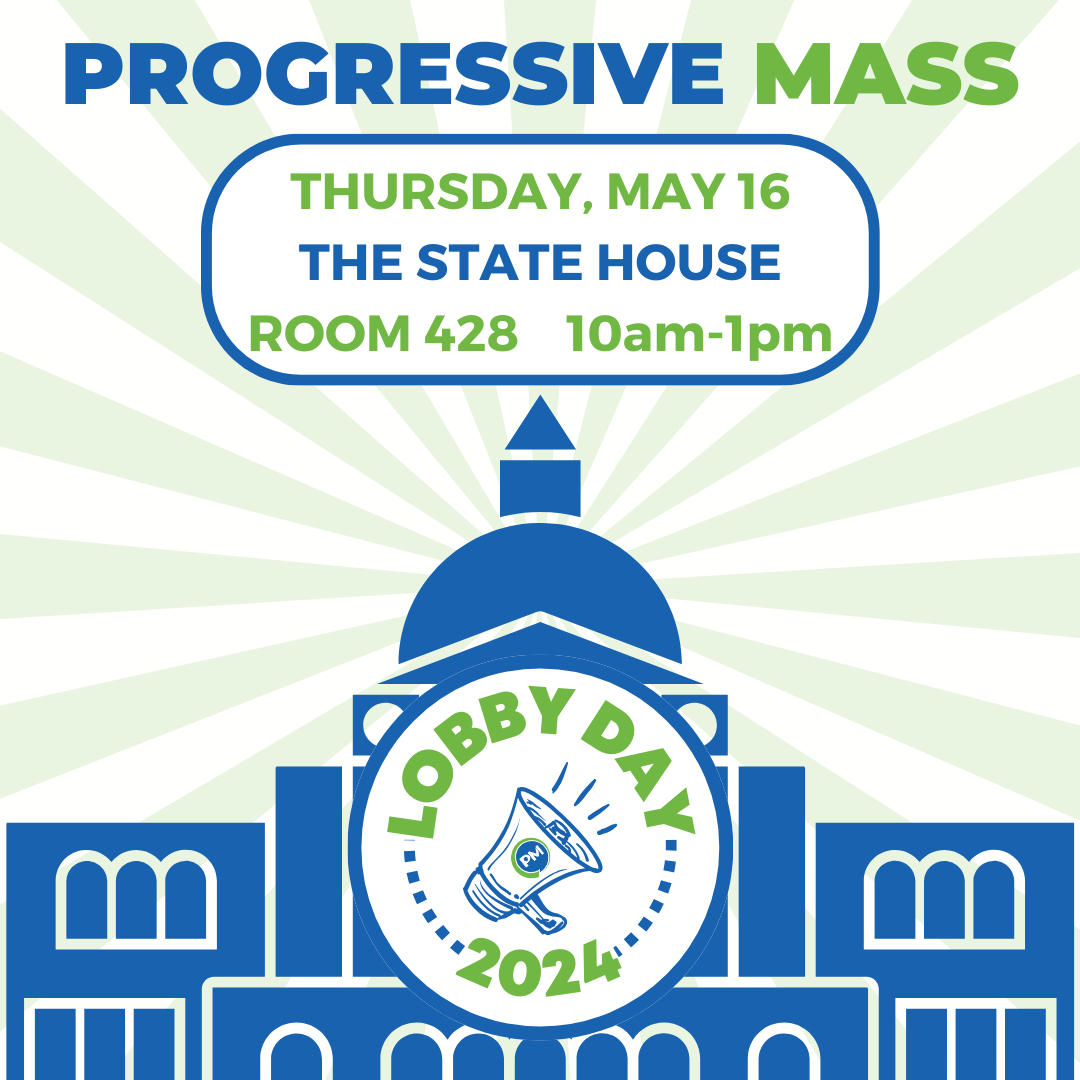 PROGRESSIVE MASS
THURSDAY, MAY 16
THE STATE HOUSE
ROOM 428 10am-1pm
LOBBY DAY
PM
2024